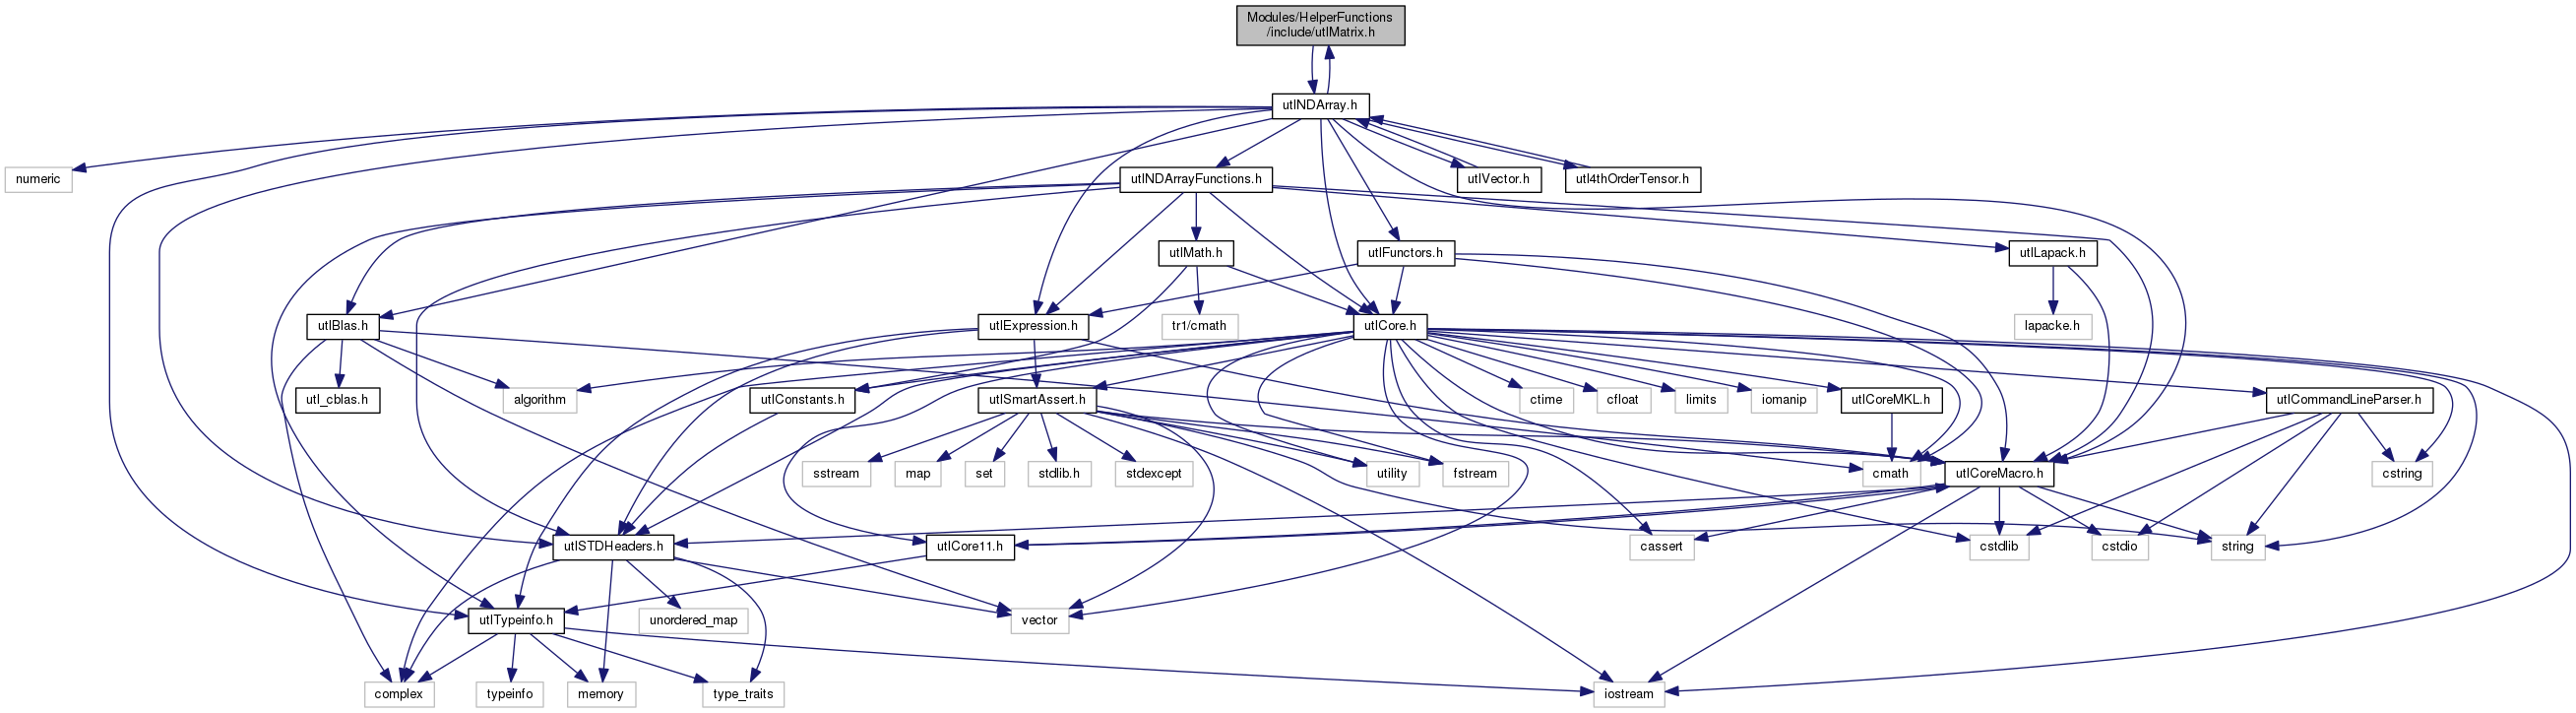 Modules/HelperFunctions
/include/utlMatrix.h
utlNDArray.h
numeric
utlNDArrayFunctions.h
utlVector.h
utl4thOrderTensor.h
utlMath.h
utlFunctors.h
utlLapack.h
utlBlas.h
utlExpression.h
tr1/cmath
utlCore.h
lapacke.h
utl_cblas.h
algorithm
utlConstants.h
utlSmartAssert.h
ctime
cfloat
limits
iomanip
utlCoreMKL.h
utlCommandLineParser.h
sstream
map
set
stdlib.h
stdexcept
utility
fstream
cmath
utlCoreMacro.h
cstring
utlSTDHeaders.h
utlCore11.h
cassert
cstdlib
cstdio
string
utlTypeinfo.h
unordered_map
vector
complex
typeinfo
memory
type_traits
iostream